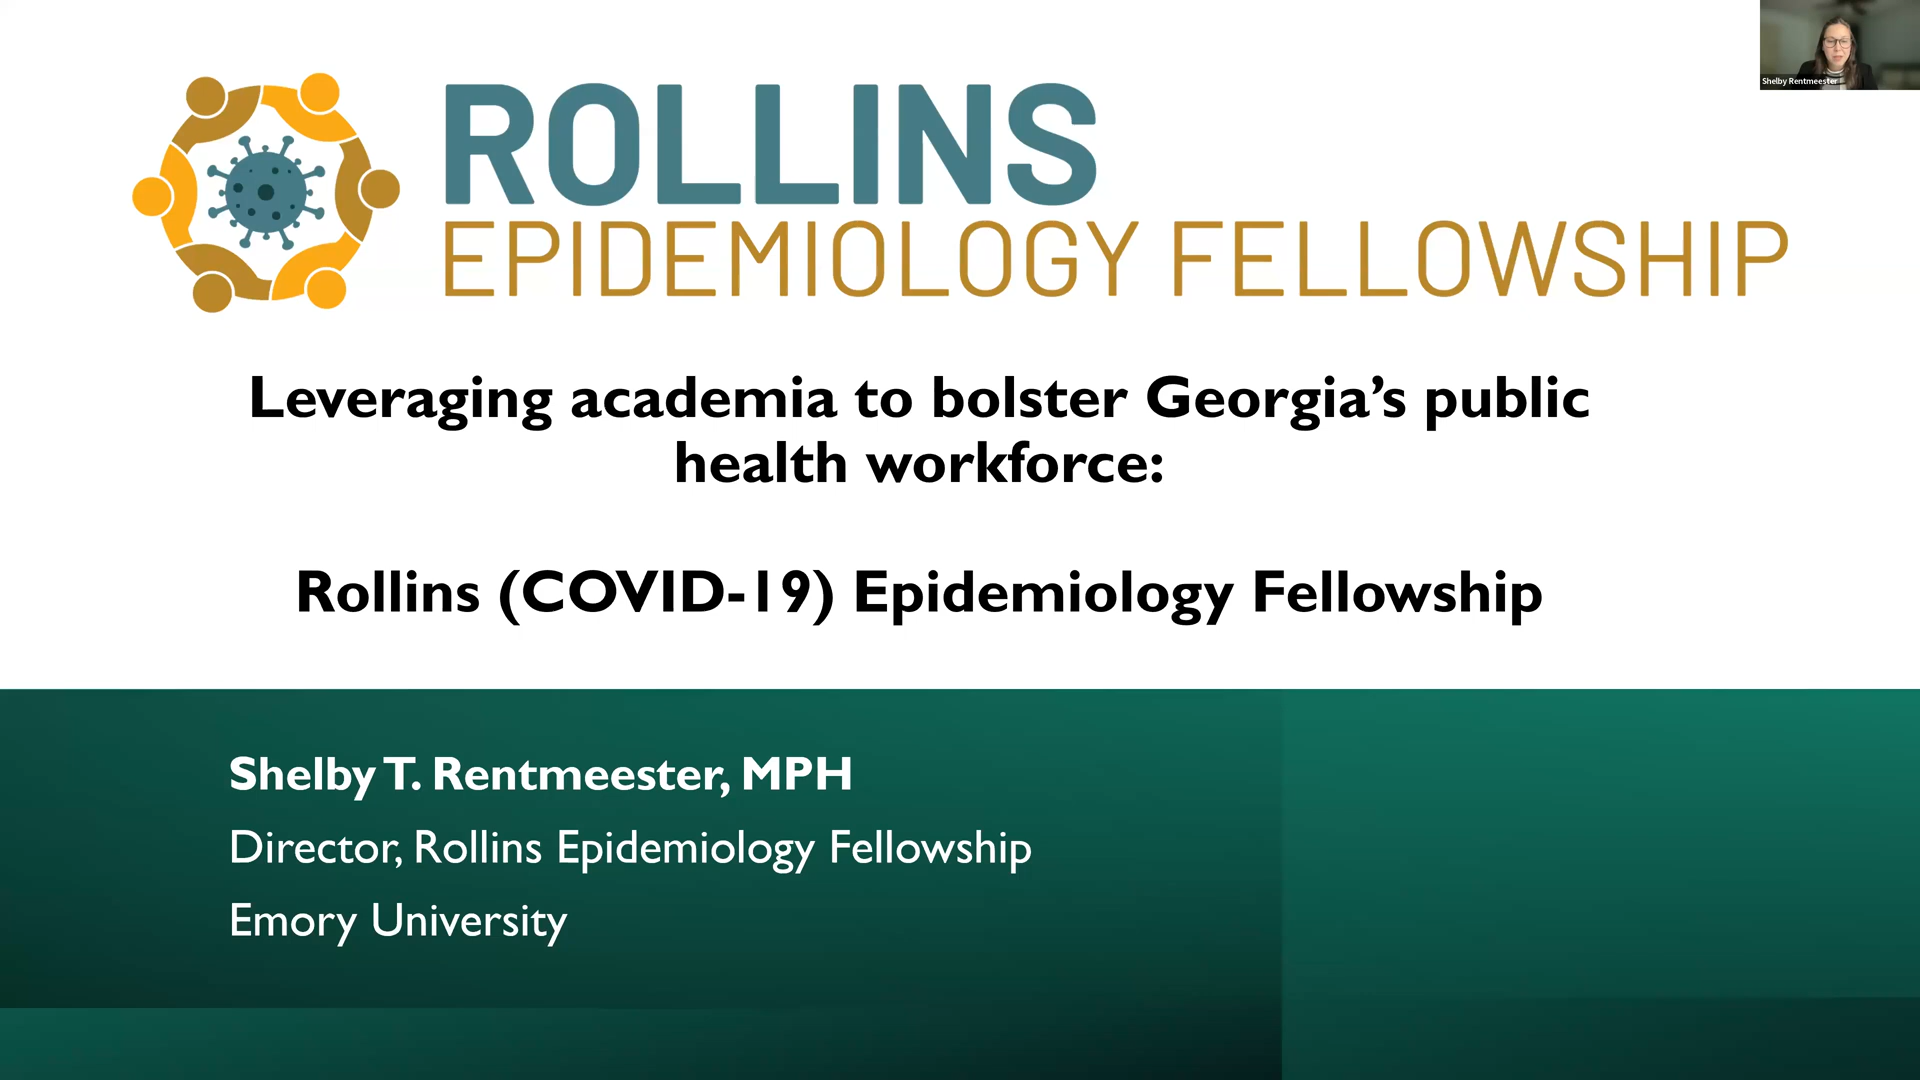 Shelby Rentmeester
ROLLINS
EPIDEMIOLOGY FELLOWSHIP
Leveraging academia to bolster Georgia’s public
health workforce:
Rollins (COVID-19) Epidemiology Fellowship
Shelby T. Rentmeester, MPH
Director, Rollins Epidemiology Fellowship
Emory University